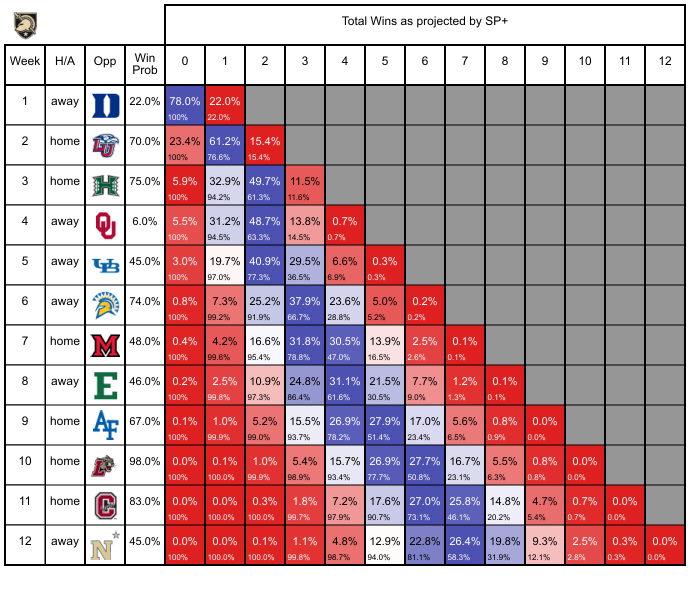 Total Wins as projected by SP+
Week H/A Opp Win Prob 0 1 2 3 4 5 6 7 8 9 10 11 12
1 away D 22.0% 78.0% 22.0%
100% 22.0%
2 home LU 70.0% 23.4% 61.2% 15.4%
100% 76.6% 15.4%
3 home H 75.0% 5.9% 32.9% 49.7% 11.5%
100% 94.2% 61.3% 11.6%
4 away OU 6.0% 5.5% 31.2% 48.7% 13.8% 0.7%
100% 94.5% 63.3% 14.5% 0.7%
5 away UB 45.0% 3.0% 19.7% 40.9% 29.5% 6.6% 0.3%
100% 97.0% 77.3% 36.5% 6.9% 0.3%
6 away 74.0% 0.8% 7.3% 25.2% 37.9% 23.6% 5.0% 0.2%
100% 99.2% 91.9% 66.7% 28.8% 5.2% 0.2%
7 home M 48.0% 0.4% 4.2% 16.6% 31.8% 30.5% 13.9% 2.5% 0.1%
100% 99.6% 95.4% 78.8% 47.0% 16.5% 2.6% 0.1%
8 away E 46.0% 0.2% 2.5% 10.9% 24.8% 31.1% 21.5% 7.7% 1.2% 0.1%
100% 99.8% 97.3% 86.4% 61.6% 30.5% 9.0% 1.3% 0.1%
9 home AF 67.0% 0.1% 1.0% 5.2% 15.5% 26.9% 27.9% 17.0% 5.6% 0.8% 0.0%
100% 99.9% 99.0% 93.7% 78.2% 51.4% 23.4% 6.5% 0.9% 0.0%
10 home 98.0% 0.0% 0.1% 1.0% 5.4% 15.7% 26.9% 27.7% 16.7% 5.5% 0.8% 0.0%
100% 100.0% 99.9% 98.9% 93.4% 77.7% 50.8% 23.1% 6.3% 0.8% 0.0%
11 home C 83.0% 0.0% 0.0% 0.3% 1.8% 7.2% 17.6% 27.0% 25.8% 14.8% 4.7% 0.7% 0.0%
100% 100.0% 100.0% 99.7% 97.9% 90.7% 73.1% 46.1% 20.2% 5.4% 0.7% 0.0%
12 away N 45.0% 0.0% 0.0% 0.1% 1.1% 4.8% 12.9% 22.8% 26.4% 19.8% 9.3% 2.5% 0.3% 0.0%
100% 100.0% 100.0% 99.8% 98.7% 94.0% 81.1% 58.3% 31.9% 12.1% 2.8% 0.3% 0.0%